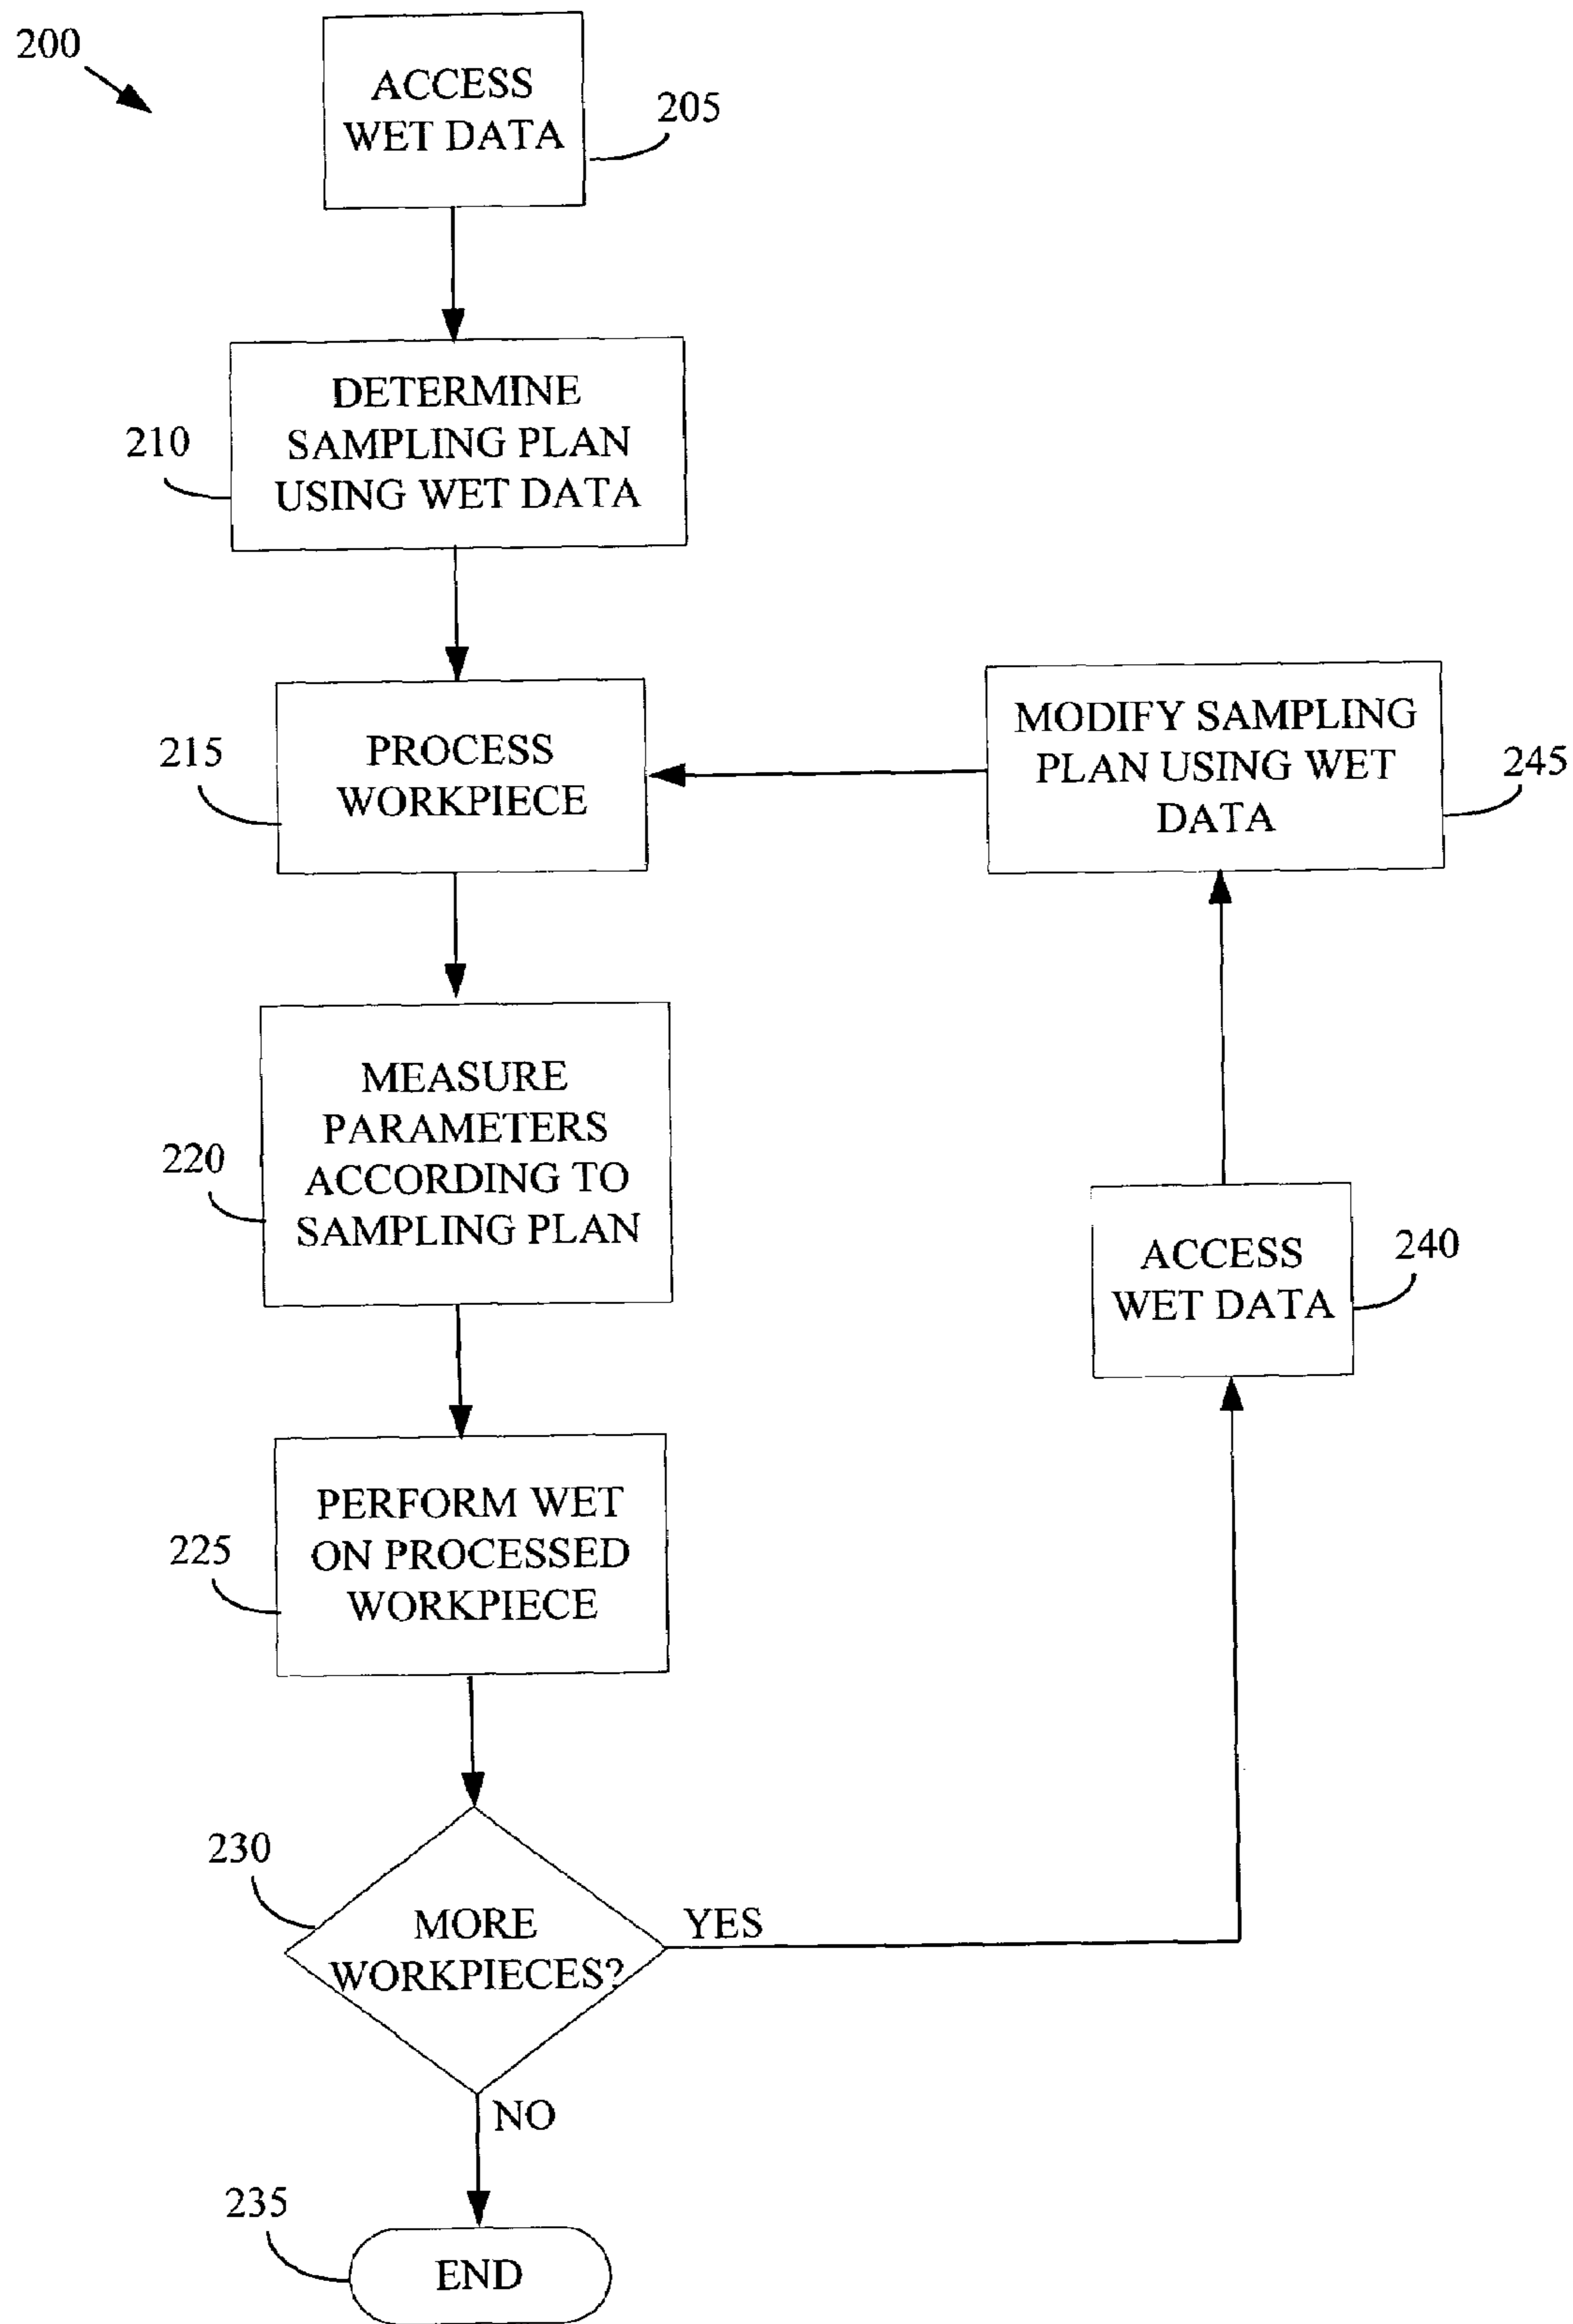 200
ACCESS
WET DATA
205
DETERMINE
SAMPLING PLAN
USING WET DATA
210
PROCESS
WORKPIECE
215
MODIFY SAMPLING
PLAN USING WET
DATA
245
MEASURE
PARAMETERS
ACCORDING TO
SAMPLING PLAN
220
ACCESS
WET DATA
240
PERFORM WET
ON PROCESSED
WORKPIECE
225
230
MORE
WORKPIECES?
YES
NO
235
END